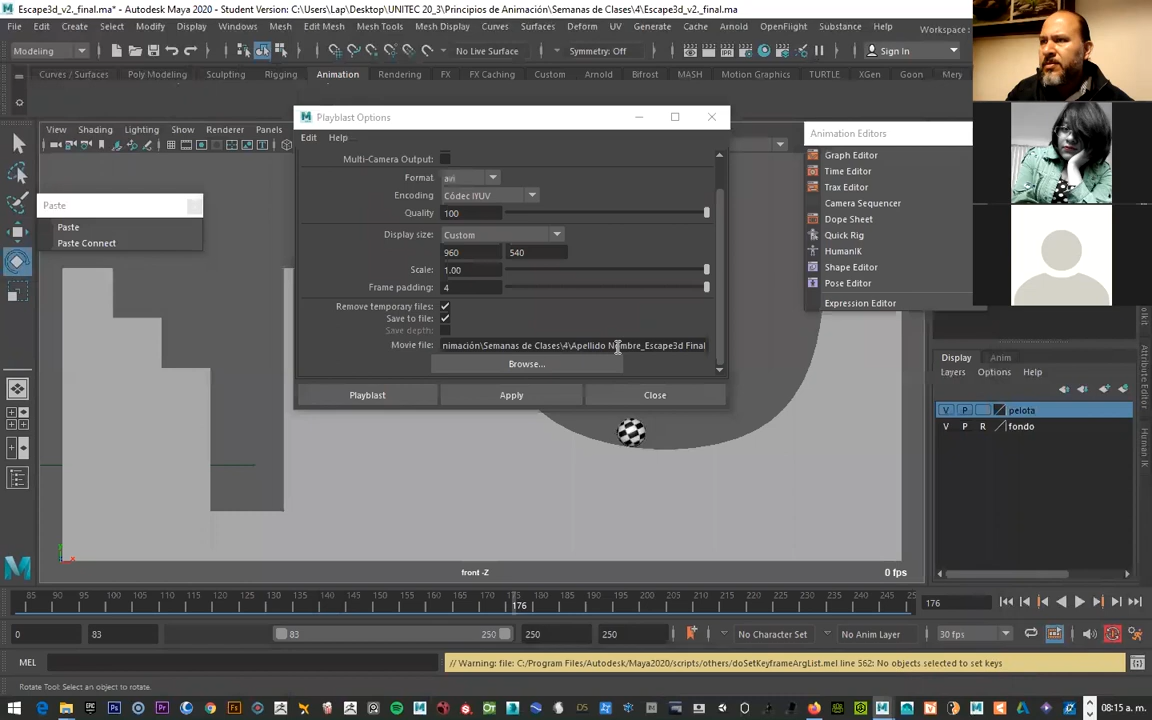 Escape3d_v2._final.ma* - Autodesk Maya 2020 - Student Version: C:\Users\Lap\Desktop\UNITEC 20_3\Principios de Animación\Semanas de Clases\4\Escape3d_v2._final.ma
File Edit Create Select Modify Display Windows Mesh Edit Mesh Mesh Tools Mesh Display Curves Surfaces Deform UV Generate Cache Arnold OpenFlight Substance Help Workspace :
Modeling No Live Surface Symmetry: Off Sign In
Curves / Surfaces Poly Modeling Sculpting Rigging Animation Rendering FX FX Caching Custom Arnold Bifrost MASH Motion Graphics TURTLE XGen Goon Mery
View Shading Lighting Show Renderer Panels
Playblast Options
Edit Help
Multi-Camera Output:
Format avi
Encoding Códec IYUV
Quality 100
Display size: Custom
960 540
Scale: 1.00
Frame padding: 4
Remove temporary files:
Save to file:
Save depth:
Movie file: nimación\Semanas de Clases\4\Apellido Nombre_Escape3d Final
Browse...
Playblast Apply Close
Paste
Paste
Paste Connect
Animation Editors
Graph Editor
Time Editor
Trax Editor
Camera Sequencer
Dope Sheet
Quick Rig
HumanIK
Shape Editor
Pose Editor
Expression Editor
Display Anim
Layers Options Help
V P pelota
V P R fondo
Attribute Editor
Human IK
front -Z
0 fps
85 90 95 100 105 110 115 120 125 130 135 140 145 150 155 160 165 170 175 180 185 190 195 200 205 210 215 220 225 230 235 240 245 25
176
176
0 83 83 250 250 250 No Character Set No Anim Layer 30 fps
MEL // Warning: file: C:/Program Files/Autodesk/Maya2020/scripts/others/doSetKeyframeArgList.mel line 562: No objects selected to set keys
Rotate Tool: Select an object to rotate.
08:15 a. m.